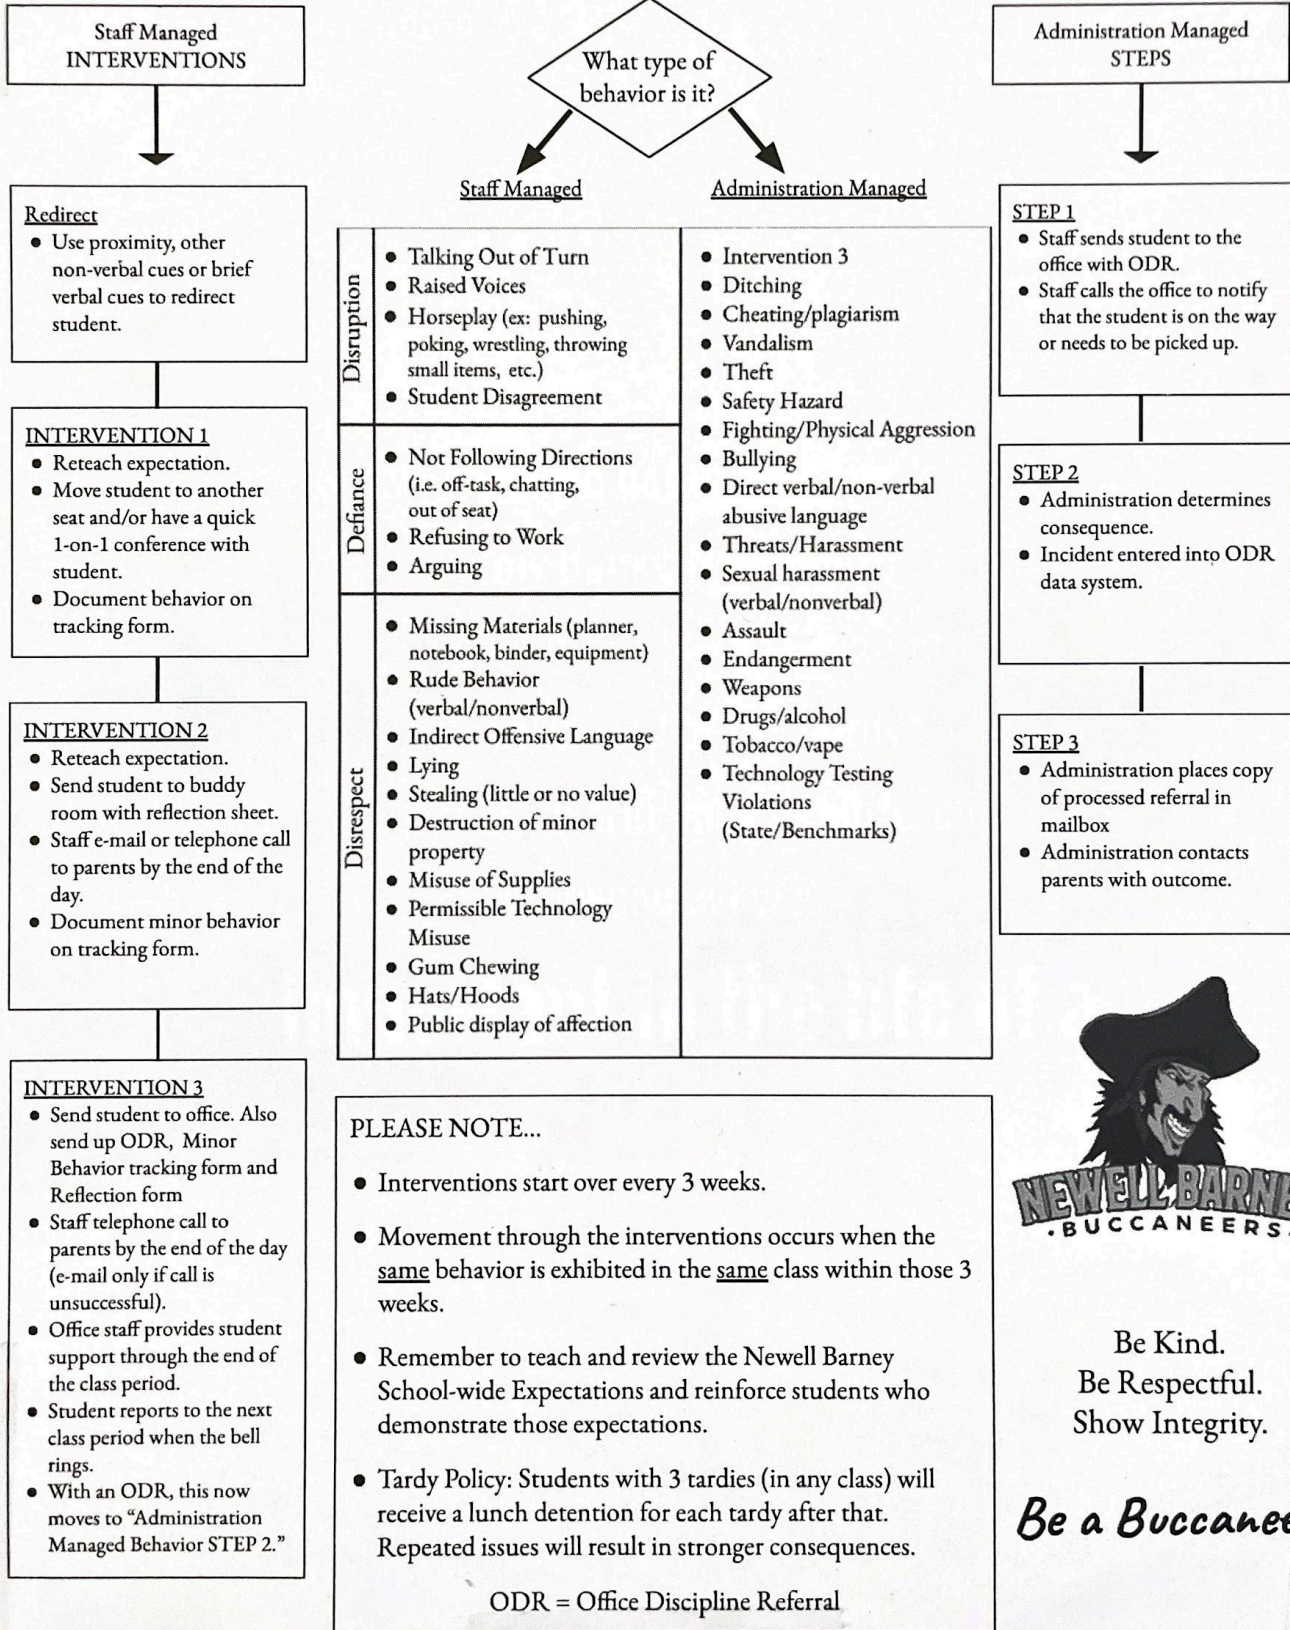 Staff Managed
INTERVENTIONS
Redirect
● Use proximity, other
non-verbal cues or brief
verbal cues to redirect
student.
INTERVENTION 1
● Reteach expectation.
● Move student to another
seat and/or have a quick
1-on-1 conference with
student.
● Document behavior on
tracking form.
INTERVENTION 2
● Reteach expectation.
● Send student to buddy
room with reflection sheet.
● Staff e-mail or telephone call
to parents by the end of the
day.
● Document minor behavior
on tracking form.
INTERVENTION 3
● Send student to office. Also
send up ODR, Minor
Behavior tracking form and
Reflection form
● Staff telephone call to
parents by the end of the day
(e-mail only if call is
unsuccessful).
● Office staff provides student
support through the end of
the class period.
● Student reports to the next
class period when the bell
rings.
● With an ODR, this now
moves to “Administration
Managed Behavior STEP 2.”
What type of
behavior is it?
Staff Managed
Disruption
● Talking Out of Turn
● Raised Voices
● Horseplay (ex: pushing,
poking, wrestling, throwing
small items, etc.)
● Student Disagreement
Defiance
● Not Following Directions
(i.e. off-task, chatting,
out of seat)
● Refusing to Work
● Arguing
Disrespect
● Missing Materials (planner,
notebook, binder, equipment)
● Rude Behavior
(verbal/nonverbal)
● Indirect Offensive Language
● Lying
● Stealing (little or no value)
● Destruction of minor
property
● Misuse of Supplies
● Permissible Technology
Misuse
● Gum Chewing
● Hats/Hoods
● Public display of affection
Administration Managed
● Intervention 3
● Ditching
● Cheating/plagiarism
● Vandalism
● Theft
● Safety Hazard
● Fighting/Physical Aggression
● Bullying
● Direct verbal/non-verbal
abusive language
● Threats/Harassment
● Sexual harassment
(verbal/nonverbal)
● Assault
● Endangerment
● Weapons
● Drugs/alcohol
● Tobacco/vape
● Technology Testing
Violations
(State/Benchmarks)
PLEASE NOTE...
● Interventions start over every 3 weeks.
● Movement through the interventions occurs when the
same behavior is exhibited in the same class within those 3
weeks.
● Remember to teach and review the Newell Barney
School-wide Expectations and reinforce students who
demonstrate those expectations.
● Tardy Policy: Students with 3 tardies (in any class) will
receive a lunch detention for each tardy after that.
Repeated issues will result in stronger consequences.
ODR = Office Discipline Referral
Administration Managed
STEPS
STEP 1
● Staff sends student to the
office with ODR.
● Staff calls the office to notify
that the student is on the way
or needs to be picked up.
STEP 2
● Administration determines
consequence.
● Incident entered into ODR
data system.
STEP 3
● Administration places copy
of processed referral in
mailbox
● Administration contacts
parents with outcome.
NEWELL BARNE
BUCCANEERS
Be Kind.
Be Respectful.
Show Integrity.
Be a Buccanee